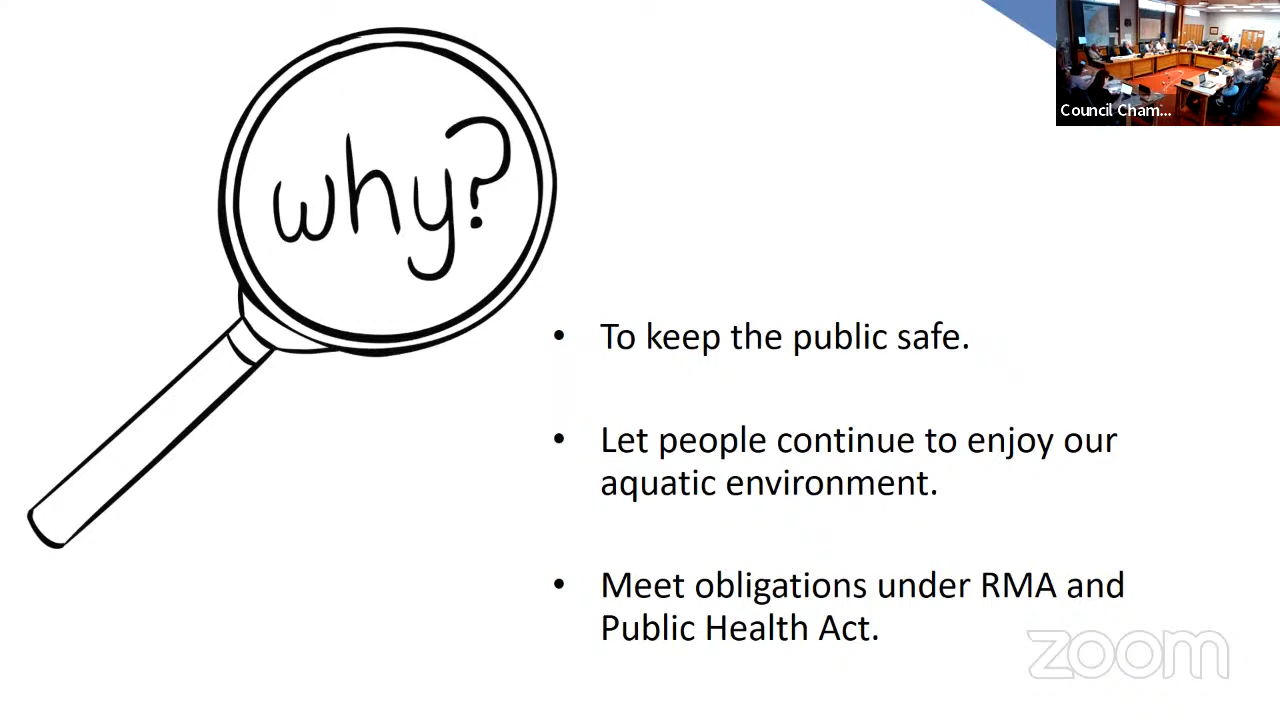 Council Cham...
why?
• To keep the public safe.
• Let people continue to enjoy our
aquatic environment.
• Meet obligations under RMA and
Public Health Act.
zoom